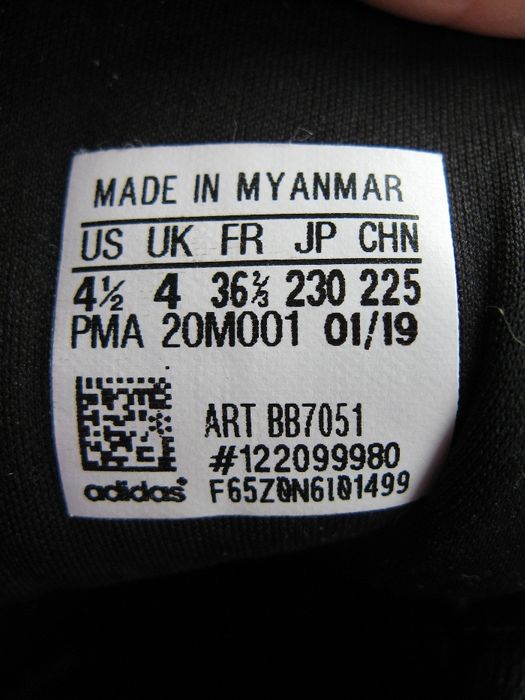 MADE IN MYANMAR
US UK FR JP CHN
4½ 4 36⅔ 230 225
PMA 20M001 01/19
ART BB7051
#122099980
adidas F65Z0N6I01499